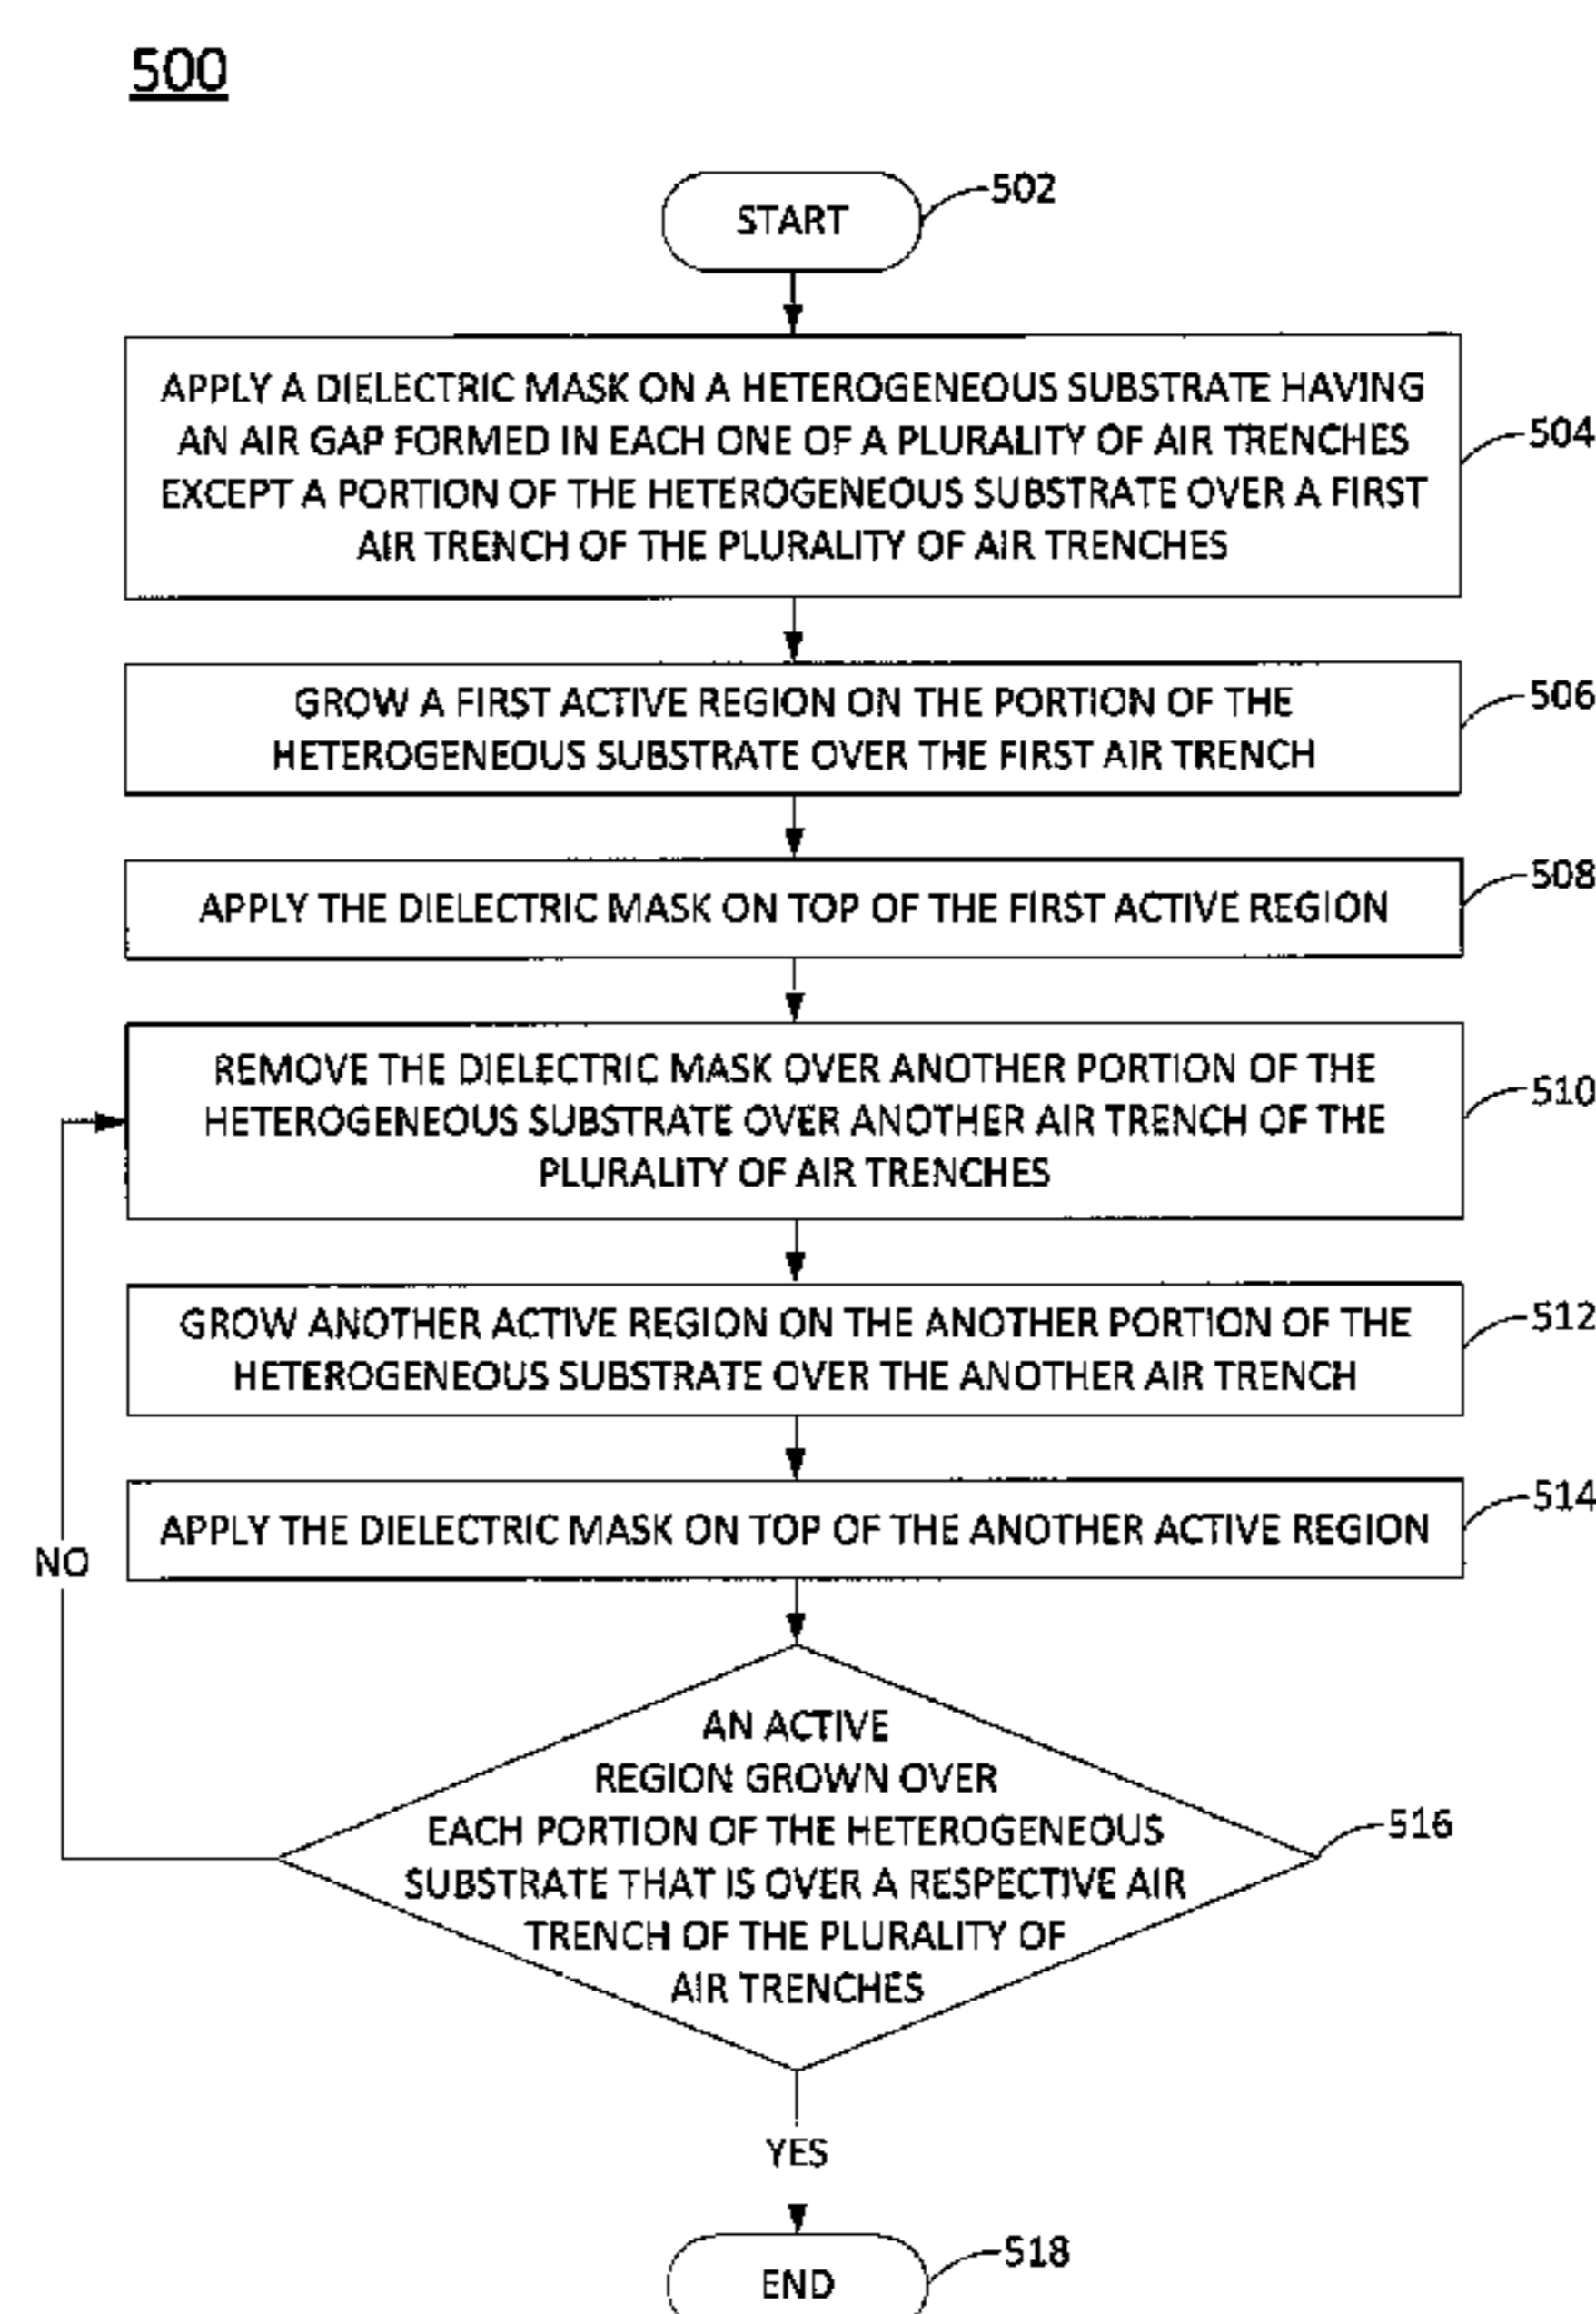 500
START
502
APPLY A DIELECTRIC MASK ON A HETEROGENEOUS SUBSTRATE HAVING
AN AIR GAP FORMED IN EACH ONE OF A PLURALITY OF AIR TRENCHES
EXCEPT A PORTION OF THE HETEROGENEOUS SUBSTRATE OVER A FIRST
AIR TRENCH OF THE PLURALITY OF AIR TRENCHES
504
GROW A FIRST ACTIVE REGION ON THE PORTION OF THE
HETEROGENEOUS SUBSTRATE OVER THE FIRST AIR TRENCH
506
APPLY THE DIELECTRIC MASK ON TOP OF THE FIRST ACTIVE REGION
508
REMOVE THE DIELECTRIC MASK OVER ANOTHER PORTION OF THE
HETEROGENEOUS SUBSTRATE OVER ANOTHER AIR TRENCH OF THE
PLURALITY OF AIR TRENCHES
510
GROW ANOTHER ACTIVE REGION ON THE ANOTHER PORTION OF THE
HETEROGENEOUS SUBSTRATE OVER THE ANOTHER AIR TRENCH
512
APPLY THE DIELECTRIC MASK ON TOP OF THE ANOTHER ACTIVE REGION
514
NO
AN ACTIVE
REGION GROWN OVER
EACH PORTION OF THE HETEROGENEOUS
SUBSTRATE THAT IS OVER A RESPECTIVE AIR
TRENCH OF THE PLURALITY OF
AIR TRENCHES
516
YES
END
518